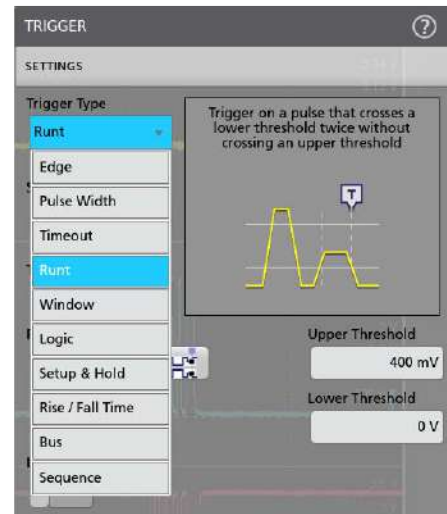 TRIGGER
?
SETTINGS
Trigger Type
Runt
Edge
Pulse Width
Timeout
Runt
Window
Logic
Setup & Hold
Rise / Fall Time
Bus
Sequence
Trigger on a pulse that crosses a
lower threshold twice without
crossing an upper threshold
T
Upper Threshold
400 mV
Lower Threshold
0 V